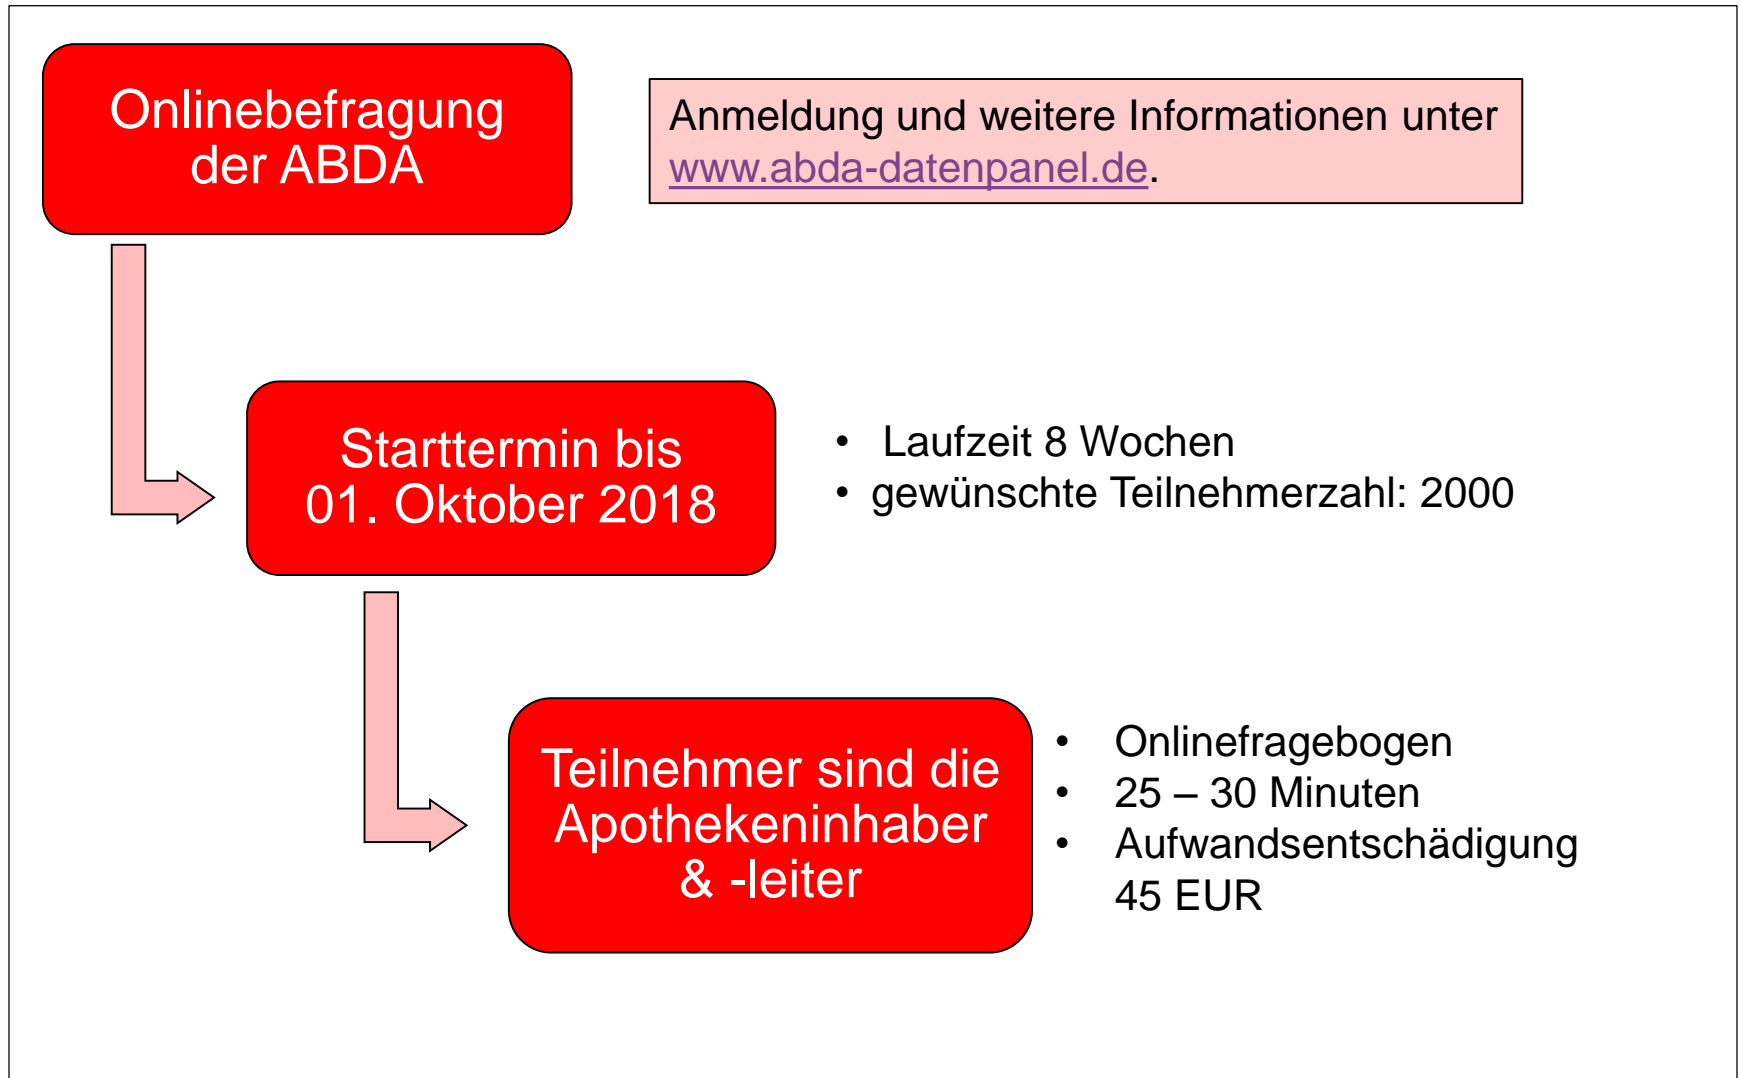 Onlinebefragung
der ABDA
Anmeldung und weitere Informationen unter
www.abda-datenpanel.de.
Starttermin bis
01. Oktober 2018
• Laufzeit 8 Wochen
• gewünschte Teilnehmerzahl: 2000
Teilnehmer sind die
Apothekeninhaber
& -leiter
• Onlinefragebogen
• 25 – 30 Minuten
• Aufwandsentschädigung
45 EUR